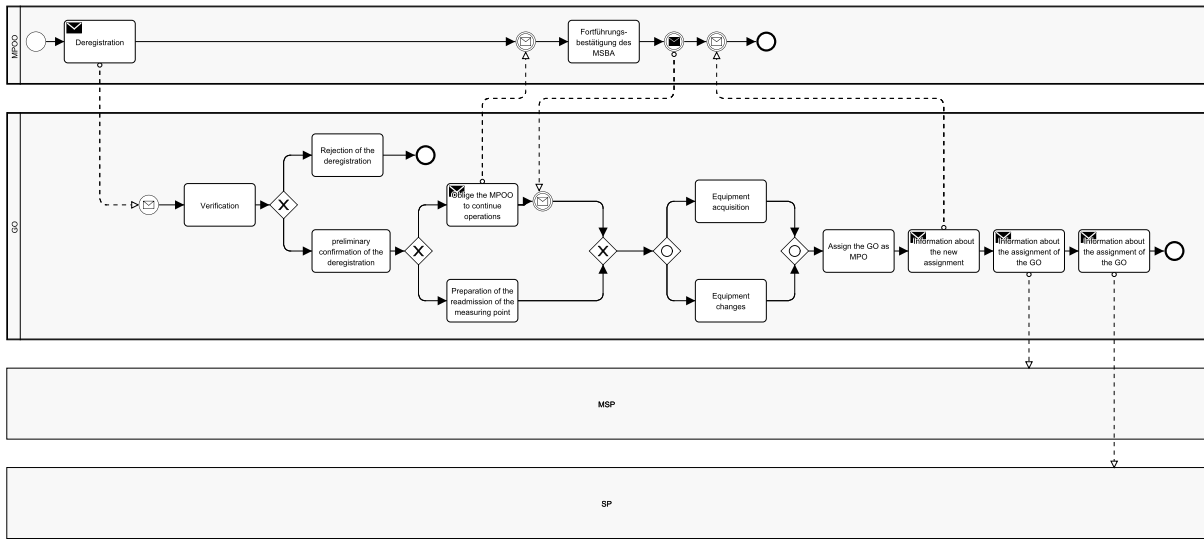 MPOO
Deregistration
Fortführungs-
bestätigung des
MSBA
GO
Rejection of the
deregistration
Verification
preliminary
confirmation of the
deregistration
Oblige the MPOO
to continue
operations
Preparation of the
readmission of the
measuring point
Equipment
acquisition
Equipment
changes
Assign the GO as
MPO
Information about
the new
assignment
Information about
the assignment of
the GO
Information about
the assignment of
the GO
MSP
SP